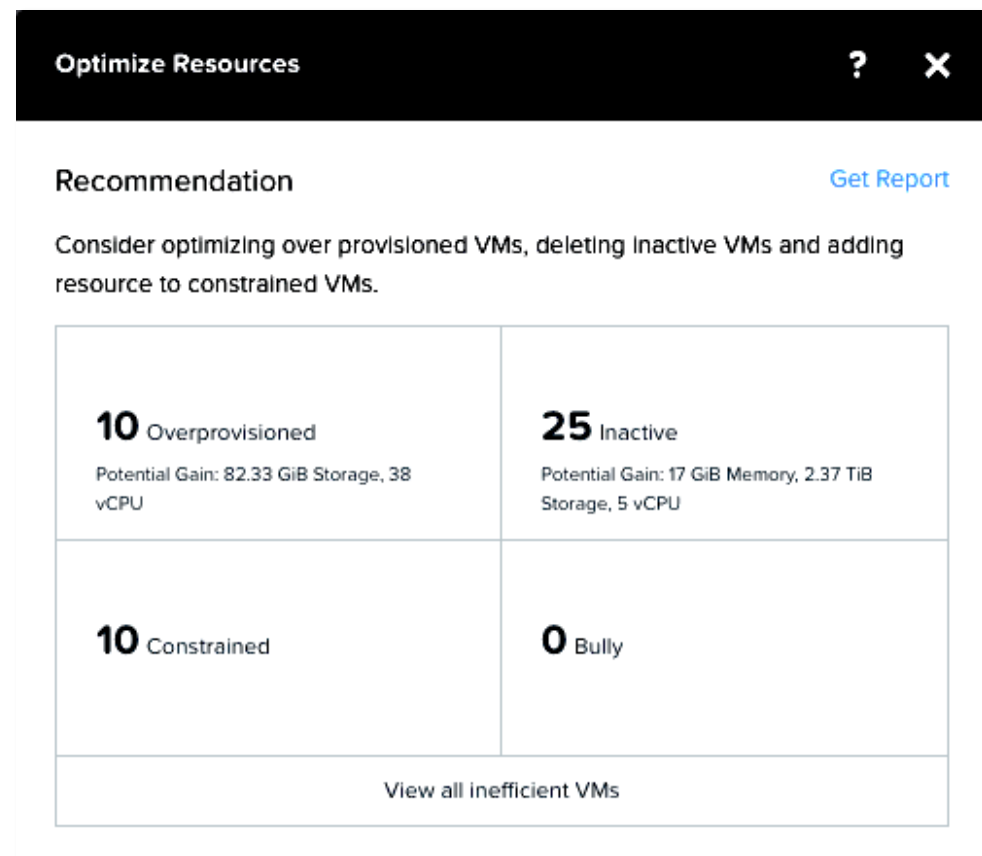 Optimize Resources
?
Recommendation
Get Report
Consider optimizing over provisioned VMs, deleting inactive VMs and adding
resource to constrained VMs.
10 Overprovisioned
Potential Gain: 82.33 GiB Storage, 38
vCPU
25 Inactive
Potential Gain: 17 GiB Memory, 2.37 TiB
Storage, 5 vCPU
10 Constrained
0 Bully
View all inefficient VMs